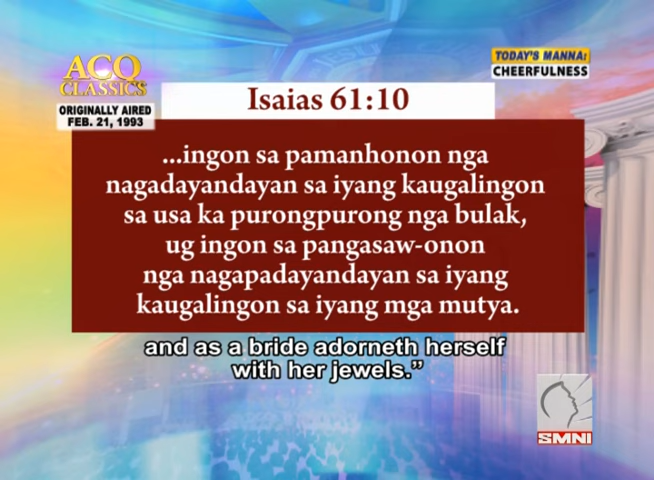 ACQ
CLASSICS
ORIGINALLY AIRED
FEB. 21, 1993
TODAY'S MANNA:
CHEERFULNESS
Isaias 61:10
...ingon sa pamanhonon nga
nagadayandayan sa iyang kaugalingon
sa usa ka purongpurong nga bulak,
ug ingon sa pangasaw-onon
nga nagapadayandayan sa iyang
kaugalingon sa iyang mga mutya.
and as a bride adorneth herself
with her jewels.”
SMNI